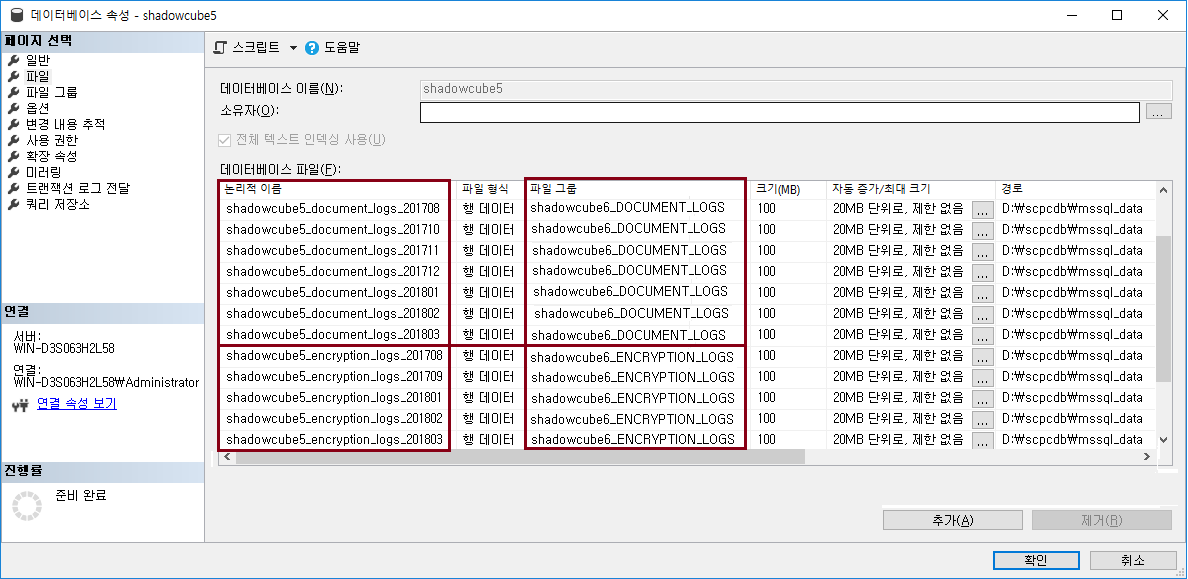 데이터베이스 속성 - shadowcube5
페이지 선택
일반
파일
파일 그룹
옵션
변경 내용 추적
사용 권한
확장 속성
미러링
트랜잭션 로그 전달
쿼리 저장소
연결
서버:
WIN-D3S063H2L58
연결:
WIN-D3S063H2L58₩Administrator
연결 속성 보기
진행률
준비 완료
스크립트 ? 도움말
데이터베이스 이름(N): shadowcube5
소유자(O): ...
전체 텍스트 인덱싱 사용(U)
데이터베이스 파일(F):
논리적 이름 파일 형식 파일 그룹 크기(MB) 자동 증가/최대 크기 경로
shadowcube5_document_logs_201708 행 데이터 shadowcube6_DOCUMENT_LOGS 100 20MB 단위로, 제한 없음 ... D:₩scpcdb₩mssql_data
shadowcube5_document_logs_201710 행 데이터 shadowcube6_DOCUMENT_LOGS 100 20MB 단위로, 제한 없음 ... D:₩scpcdb₩mssql_data
shadowcube5_document_logs_201711 행 데이터 shadowcube6_DOCUMENT_LOGS 100 20MB 단위로, 제한 없음 ... D:₩scpcdb₩mssql_data
shadowcube5_document_logs_201712 행 데이터 shadowcube6_DOCUMENT_LOGS 100 20MB 단위로, 제한 없음 ... D:₩scpcdb₩mssql_data
shadowcube5_document_logs_201801 행 데이터 shadowcube6_DOCUMENT_LOGS 100 20MB 단위로, 제한 없음 ... D:₩scpcdb₩mssql_data
shadowcube5_document_logs_201802 행 데이터 shadowcube6_DOCUMENT_LOGS 100 20MB 단위로, 제한 없음 ... D:₩scpcdb₩mssql_data
shadowcube5_document_logs_201803 행 데이터 shadowcube6_DOCUMENT_LOGS 100 20MB 단위로, 제한 없음 ... D:₩scpcdb₩mssql_data
shadowcube5_encryption_logs_201708 행 데이터 shadowcube6_ENCRYPTION_LOGS 100 20MB 단위로, 제한 없음 ... D:₩scpcdb₩mssql_data
shadowcube5_encryption_logs_201709 행 데이터 shadowcube6_ENCRYPTION_LOGS 100 20MB 단위로, 제한 없음 ... D:₩scpcdb₩mssql_data
shadowcube5_encryption_logs_201801 행 데이터 shadowcube6_ENCRYPTION_LOGS 100 20MB 단위로, 제한 없음 ... D:₩scpcdb₩mssql_data
shadowcube5_encryption_logs_201802 행 데이터 shadowcube6_ENCRYPTION_LOGS 100 20MB 단위로, 제한 없음 ... D:₩scpcdb₩mssql_data
shadowcube5_encryption_logs_201803 행 데이터 shadowcube6_ENCRYPTION_LOGS 100 20MB 단위로, 제한 없음 ... D:₩scpcdb₩mssql_data
추가(A) 제거(R)
확인 취소